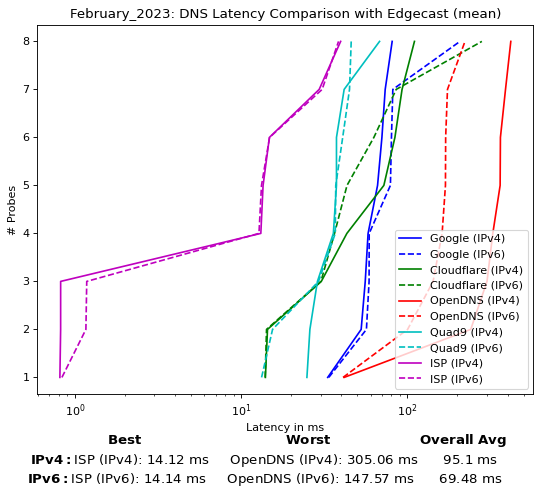 February_2023: DNS Latency Comparison with Edgecast (mean)
8
7
6
5
4
3
2
1
# Probes
Google (IPv4)
Google (IPv6)
Cloudflare (IPv4)
Cloudflare (IPv6)
OpenDNS (IPv4)
OpenDNS (IPv6)
Quad9 (IPv4)
Quad9 (IPv6)
ISP (IPv4)
ISP (IPv6)
10⁰ 10¹ 10²
Latency in ms
Best Worst Overall Avg
IPv4: ISP (IPv4): 14.12 ms OpenDNS (IPv4): 305.06 ms 95.1 ms
IPv6: ISP (IPv6): 14.14 ms OpenDNS (IPv6): 147.57 ms 69.48 ms